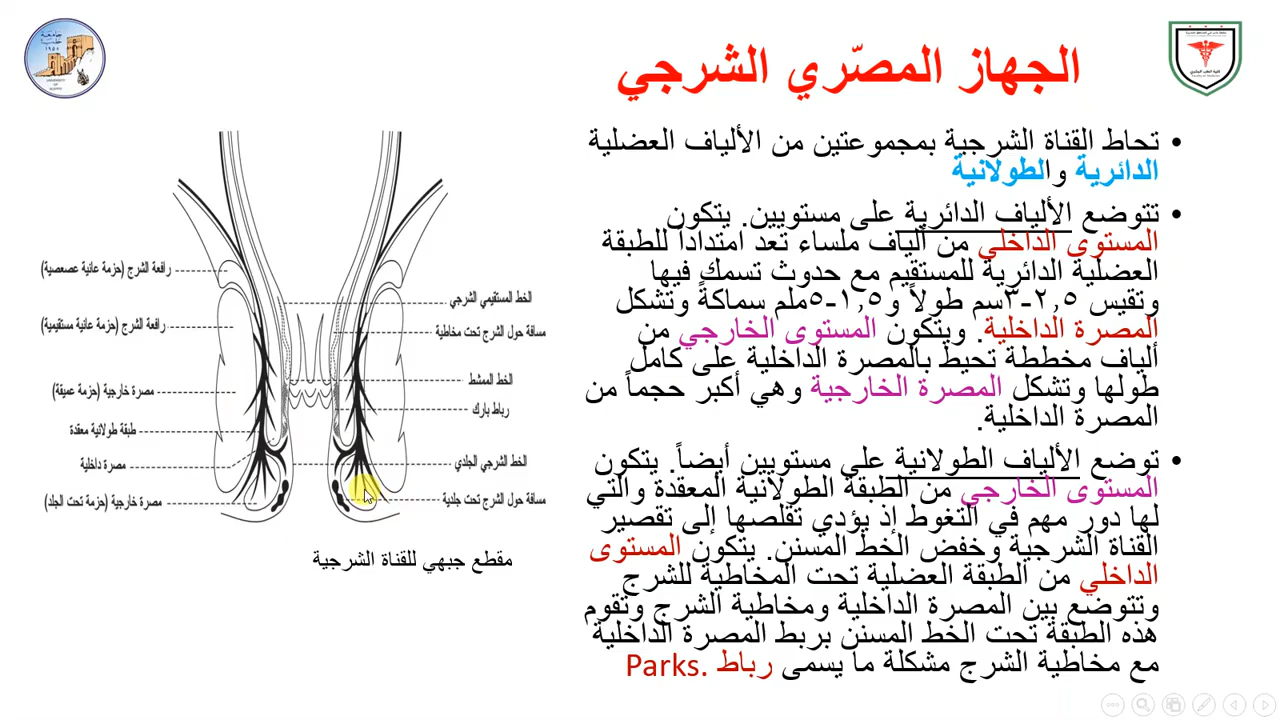 الجهاز المصّري الشرجي
• تحاط القناة الشرجية بمجموعتين من الألياف العضلية
الدائرية والطولانية
• تتوضع الألياف الدائرية على مستويين. يتكون
المستوى الداخلي من ألياف ملساء تعد امتداداً للطبقة
العضلية الدائرية للمستقيم مع حدوث تسمك فيها
وتقيس ٢,٥-٣سم طولاً و١,٥-٥ملم سماكةً وتشكل
المصرة الداخلية. ويتكون المستوى الخارجي من
ألياف مخططة تحيط بالمصرة الداخلية على كامل
طولها وتشكل المصرة الخارجية وهي أكبر حجماً من
المصرة الداخلية.
• توضع الألياف الطولانية على مستويين أيضاً. يتكون
المستوى الخارجي من الطبقة الطولانية المعقدة والتي
لها دور مهم في التغوط إذ يؤدي تقلصها إلى تقصير
القناة الشرجية وخفض الخط المسنن. يتكون المستوى
الداخلي من الطبقة العضلية تحت المخاطية للشرج
وتتوضع بين المصرة الداخلية ومخاطية الشرج وتقوم
هذه الطبقة تحت الخط المسنن بربط المصرة الداخلية
مع مخاطية الشرج مشكلة ما يسمى رباط Parks.
الخط المستقيمي الشرجي
مسافة حول الشرج تحت مخاطية
الخط الممشط
رباط بارك
الخط الشرجي الجلدي
مسافة حول الشرج تحت جلدية
رافعة الشرج (حزمة عانية عصعصية)
رافعة الشرج (حزمة عانية مستقيمية)
مصرة خارجية (حزمة عميقة)
طبقة طولانية معقدة
مصرة داخلية
مصرة خارجية (حزمة تحت الجلد)
مقطع جبهي للقناة الشرجية